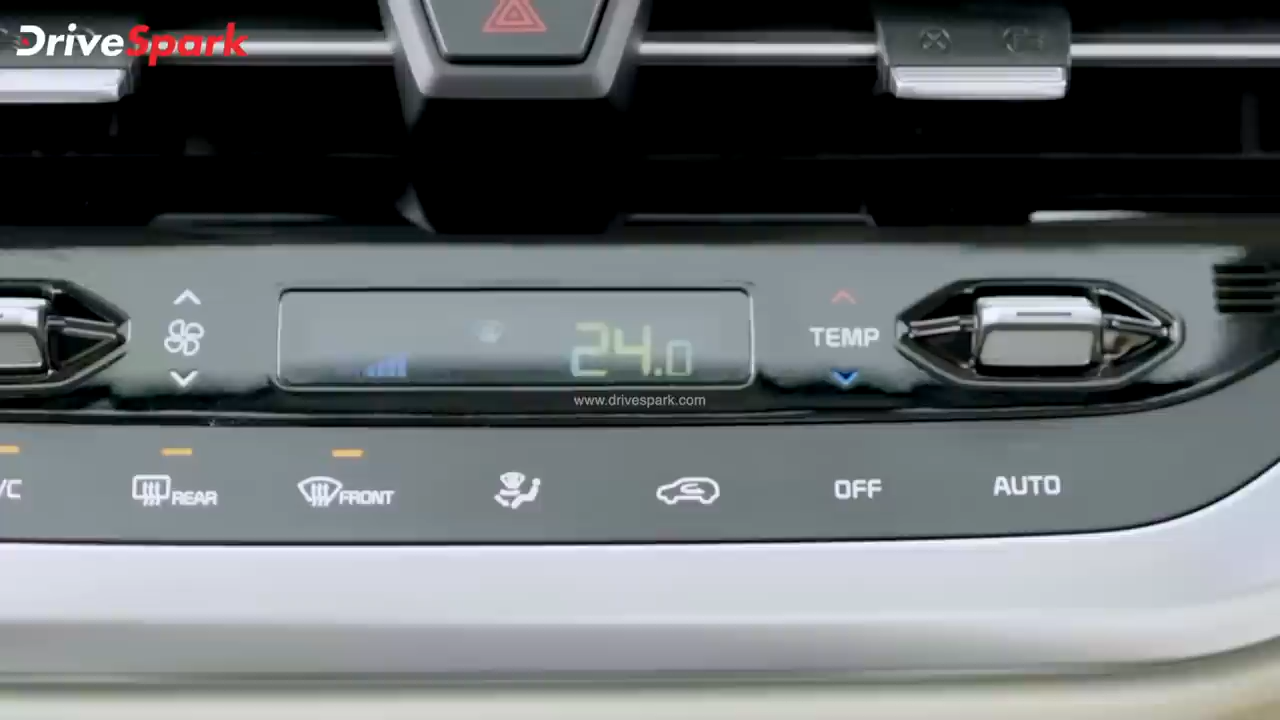 DriveSpark
24.0
TEMP
www.drivespark.com
/C
REAR
FRONT
OFF
AUTO